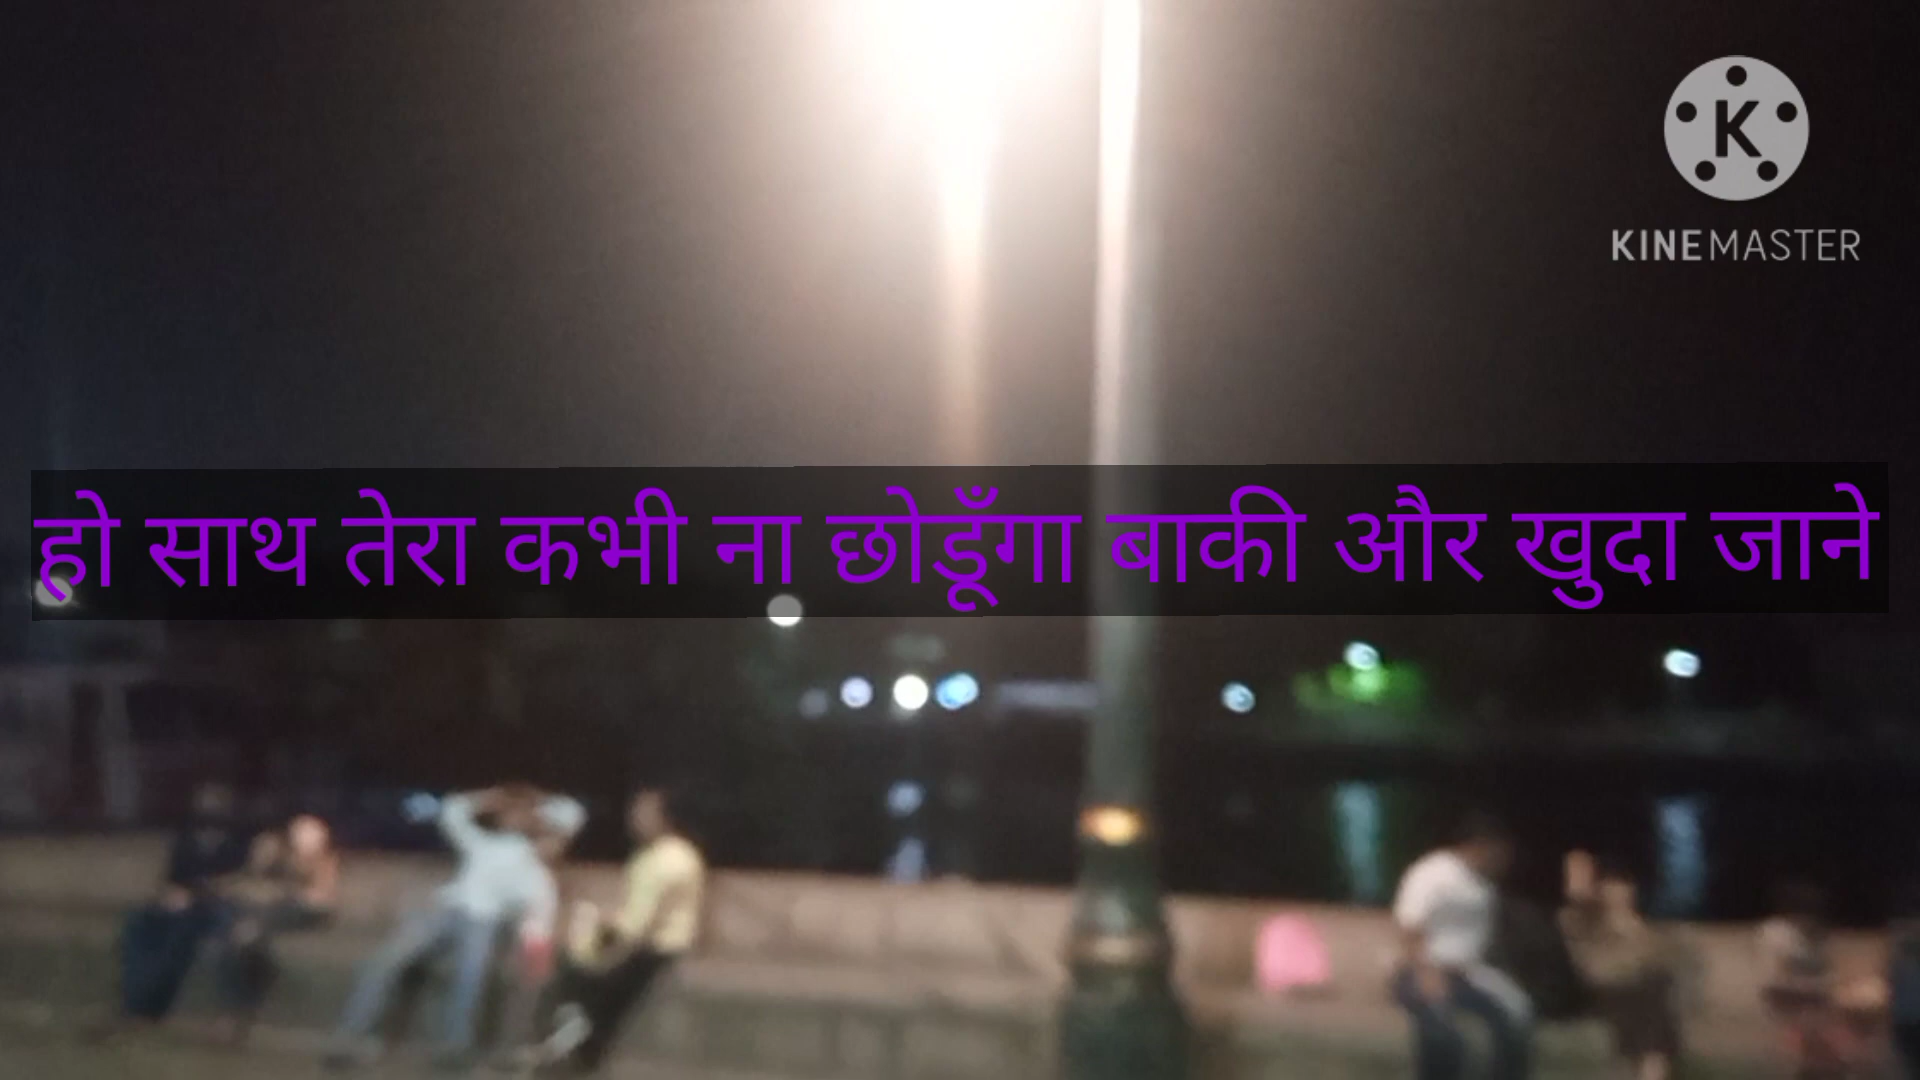 KINEMASTER
हो साथ तेरा कभी ना छोडूँगा बाकी और खुदा जाने